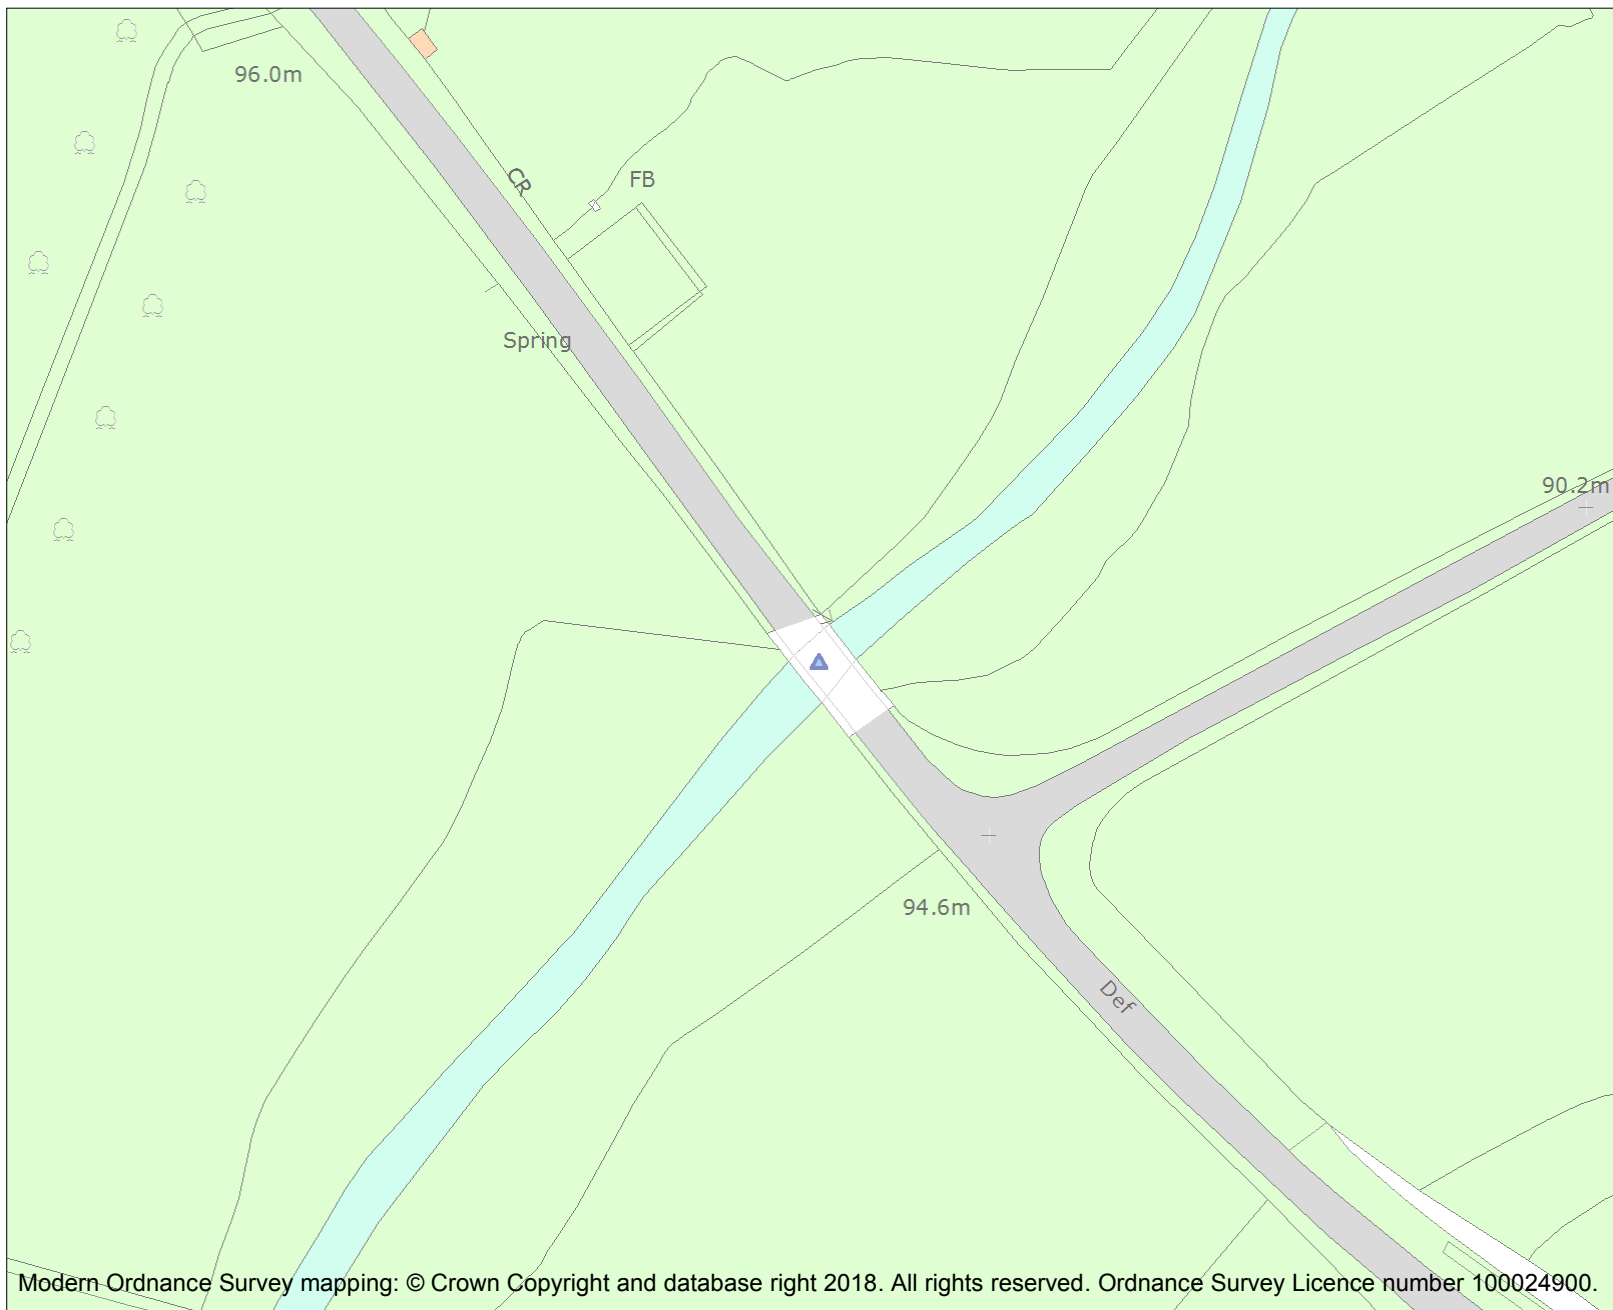 96.0m
CR
FB
Spring
90.2m
94.6m
Def
Modern Ordnance Survey mapping: © Crown Copyright and database right 2018. All rights reserved. Ordnance Survey Licence number 100024900.